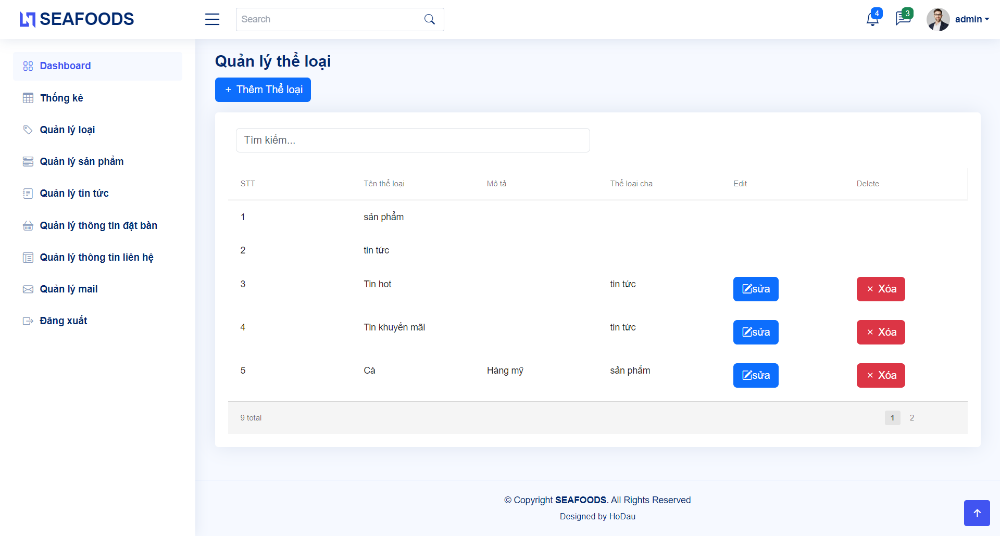 SEAFOODS
Search
4
3
admin
Dashboard
Thống kê
Quản lý loại
Quản lý sản phẩm
Quản lý tin tức
Quản lý thông tin đặt bàn
Quản lý thông tin liên hệ
Quản lý mail
Đăng xuất
Quản lý thể loại
+ Thêm Thể loại
Tìm kiếm...
STT Tên thể loại Mô tả Thể loại cha Edit Delete
1 sản phẩm
2 tin tức
3 Tin hot tin tức sửa × Xóa
4 Tin khuyến mãi tin tức sửa × Xóa
5 Cá Hàng mỹ sản phẩm sửa × Xóa
9 total 1 2
© Copyright SEAFOODS. All Rights Reserved
Designed by HoDau